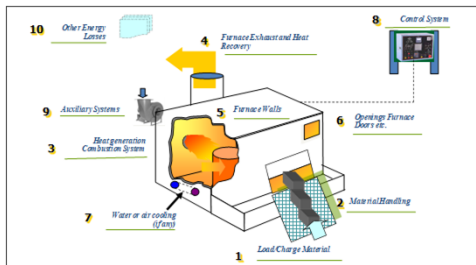 10 Other Energy
Losses
4 Furnace Exhaust and Heat
Recovery
8 Control System
9 Auxiliary Systems
5 Furnace Walls
6 Openings Furnace
Doors etc.
3 Heat generation
Combustion System
2 Material Handling
7 Water or air cooling
(if any)
1 Load/Charge Material